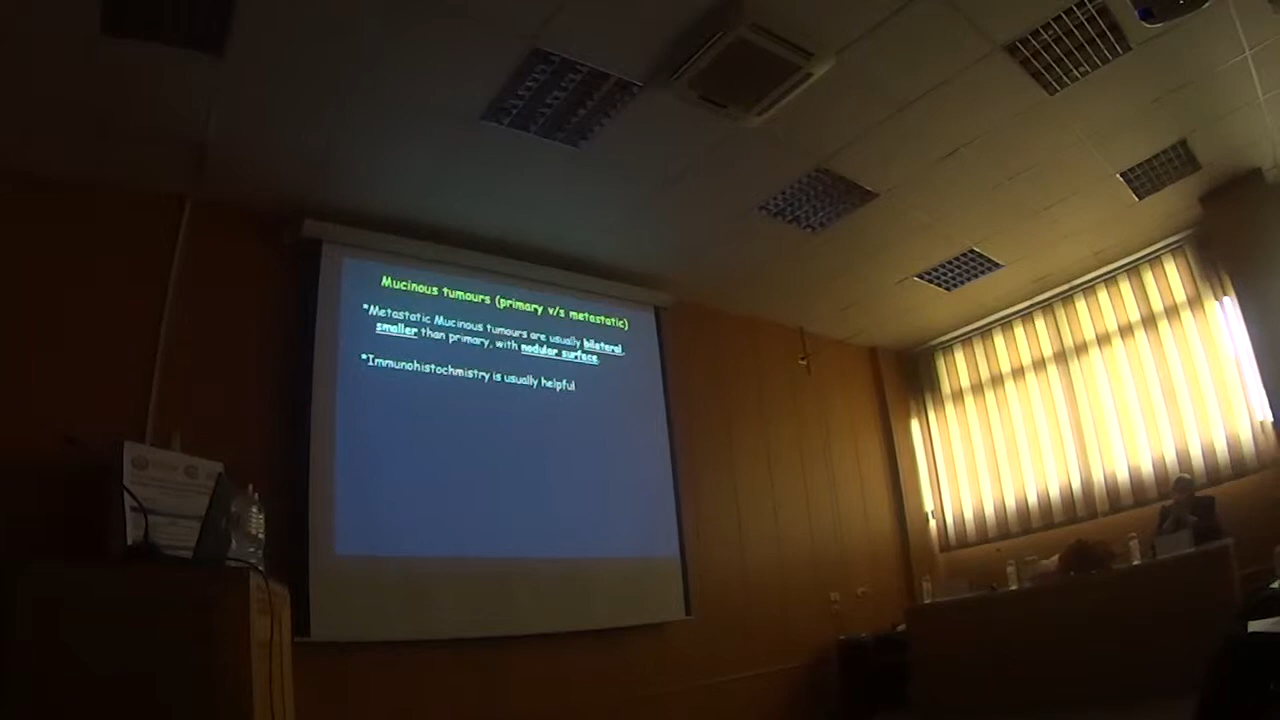 Mucinous tumours (primary v/s metastatic)
*Metastatic Mucinous tumours are usually bilateral,
smaller than primary, with nodular surface.
*Immunohistochmistry is usually helpful